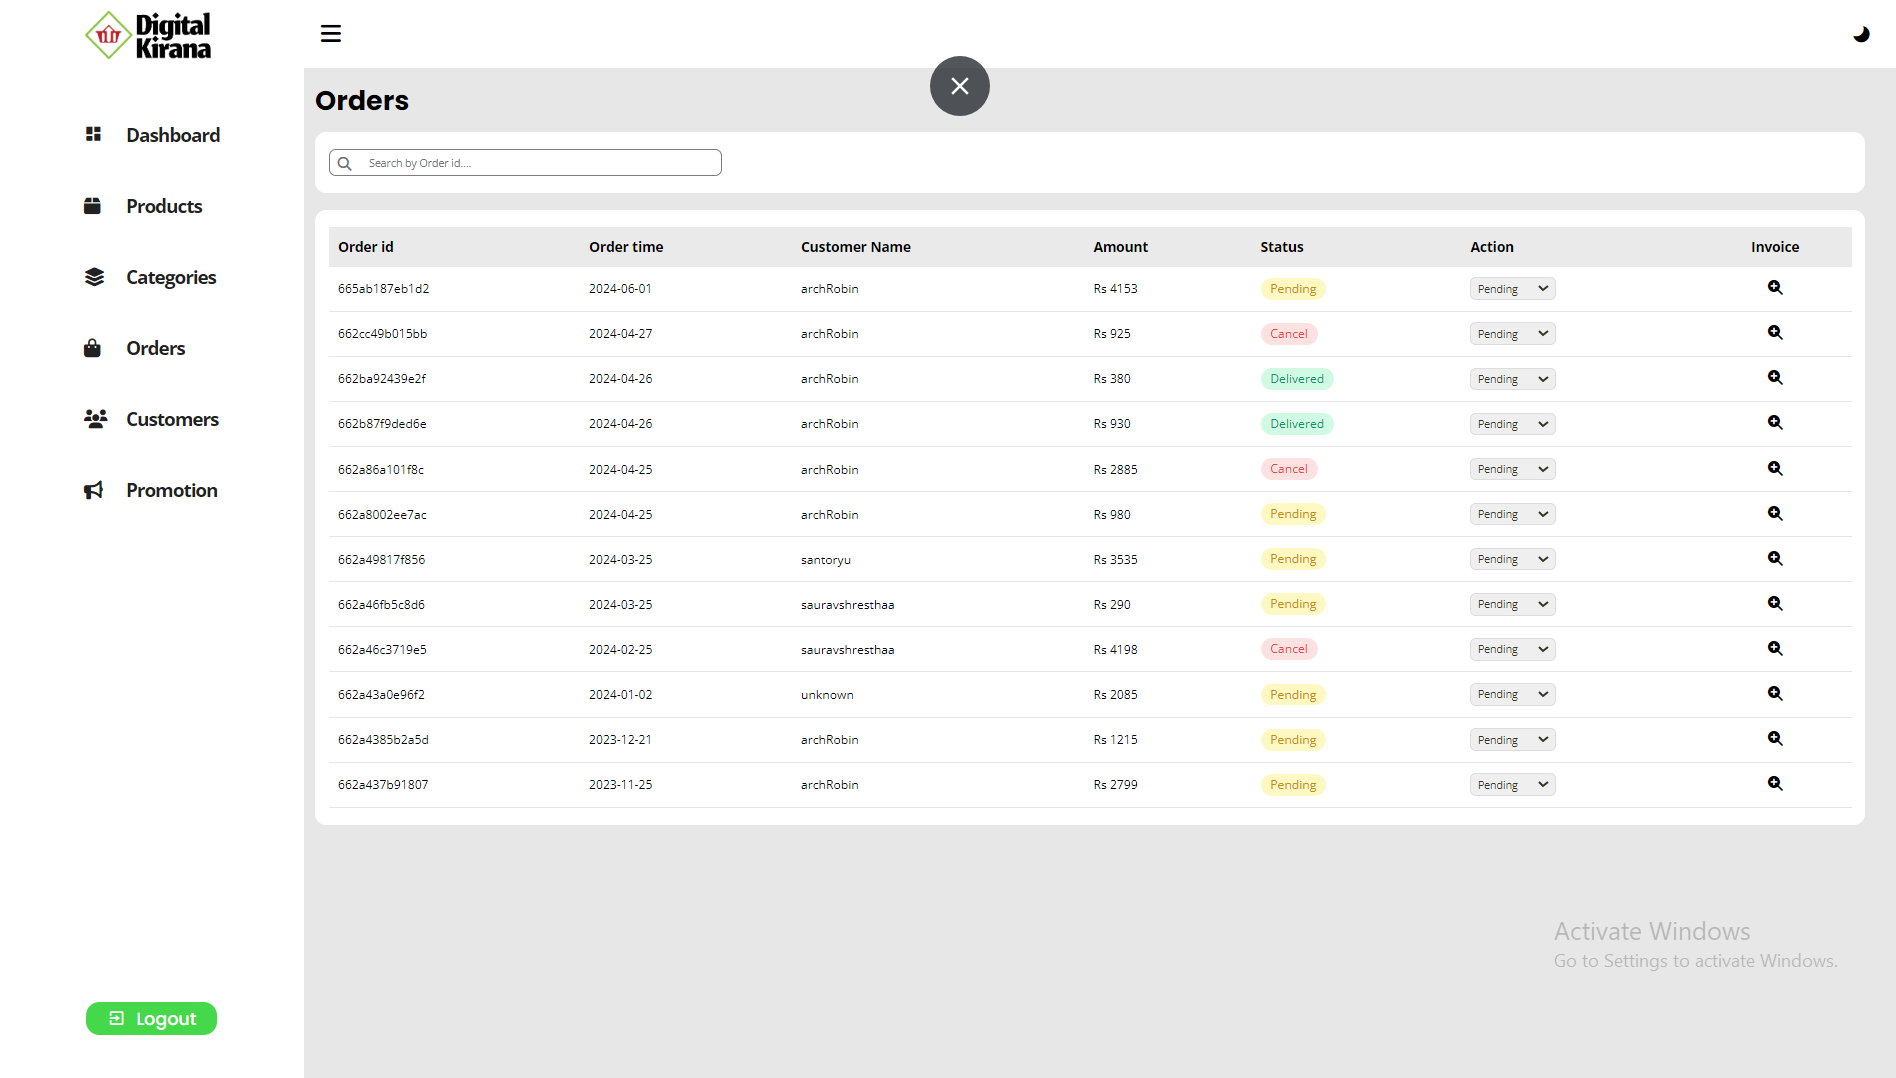 Digital
Kirana
Dashboard
Products
Categories
Orders
Customers
Promotion
Logout
Orders
Search by Order id....
Order id Order time Customer Name Amount Status Action Invoice
665ab187eb1d2 2024-06-01 archRobin Rs 4153 Pending Pending
662cc49b015bb 2024-04-27 archRobin Rs 925 Cancel Pending
662ba92439e2f 2024-04-26 archRobin Rs 380 Delivered Pending
662b87f9ded6e 2024-04-26 archRobin Rs 930 Delivered Pending
662a86a101f8c 2024-04-25 archRobin Rs 2885 Cancel Pending
662a8002ee7ac 2024-04-25 archRobin Rs 980 Pending Pending
662a49817f856 2024-03-25 santoryu Rs 3535 Pending Pending
662a46fb5c8d6 2024-03-25 sauravshresthaa Rs 290 Pending Pending
662a46c3719e5 2024-02-25 sauravshresthaa Rs 4198 Cancel Pending
662a43a0e96f2 2024-01-02 unknown Rs 2085 Pending Pending
662a4385b2a5d 2023-12-21 archRobin Rs 1215 Pending Pending
662a437b91807 2023-11-25 archRobin Rs 2799 Pending Pending
Activate Windows
Go to Settings to activate Windows.